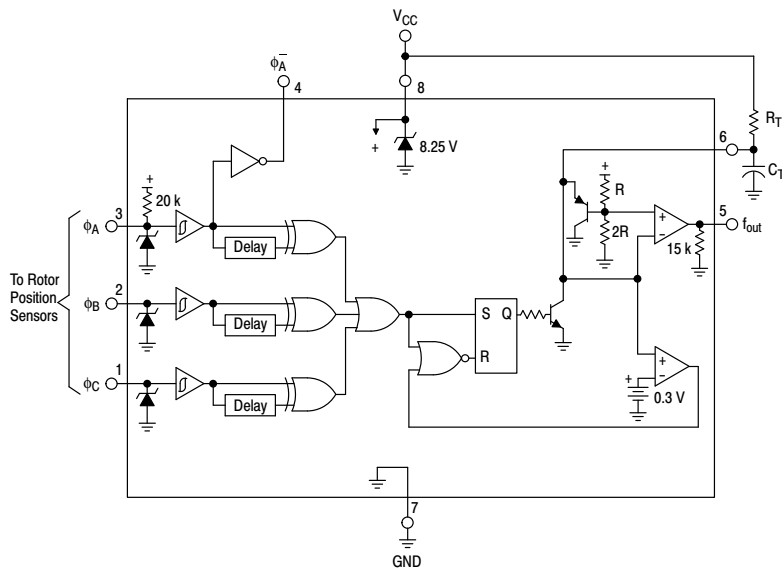 V_CC
ϕ_A‾
4
8
R_T
6
+
8.25 V
C_T
+
20 k
+
R
2R
+
−
5
f_out
15 k
3
ϕ_A
Delay
To Rotor
Position
Sensors
2
ϕ_B
Delay
S Q
R
1
ϕ_C
Delay
+
−
+
0.3 V
7
GND